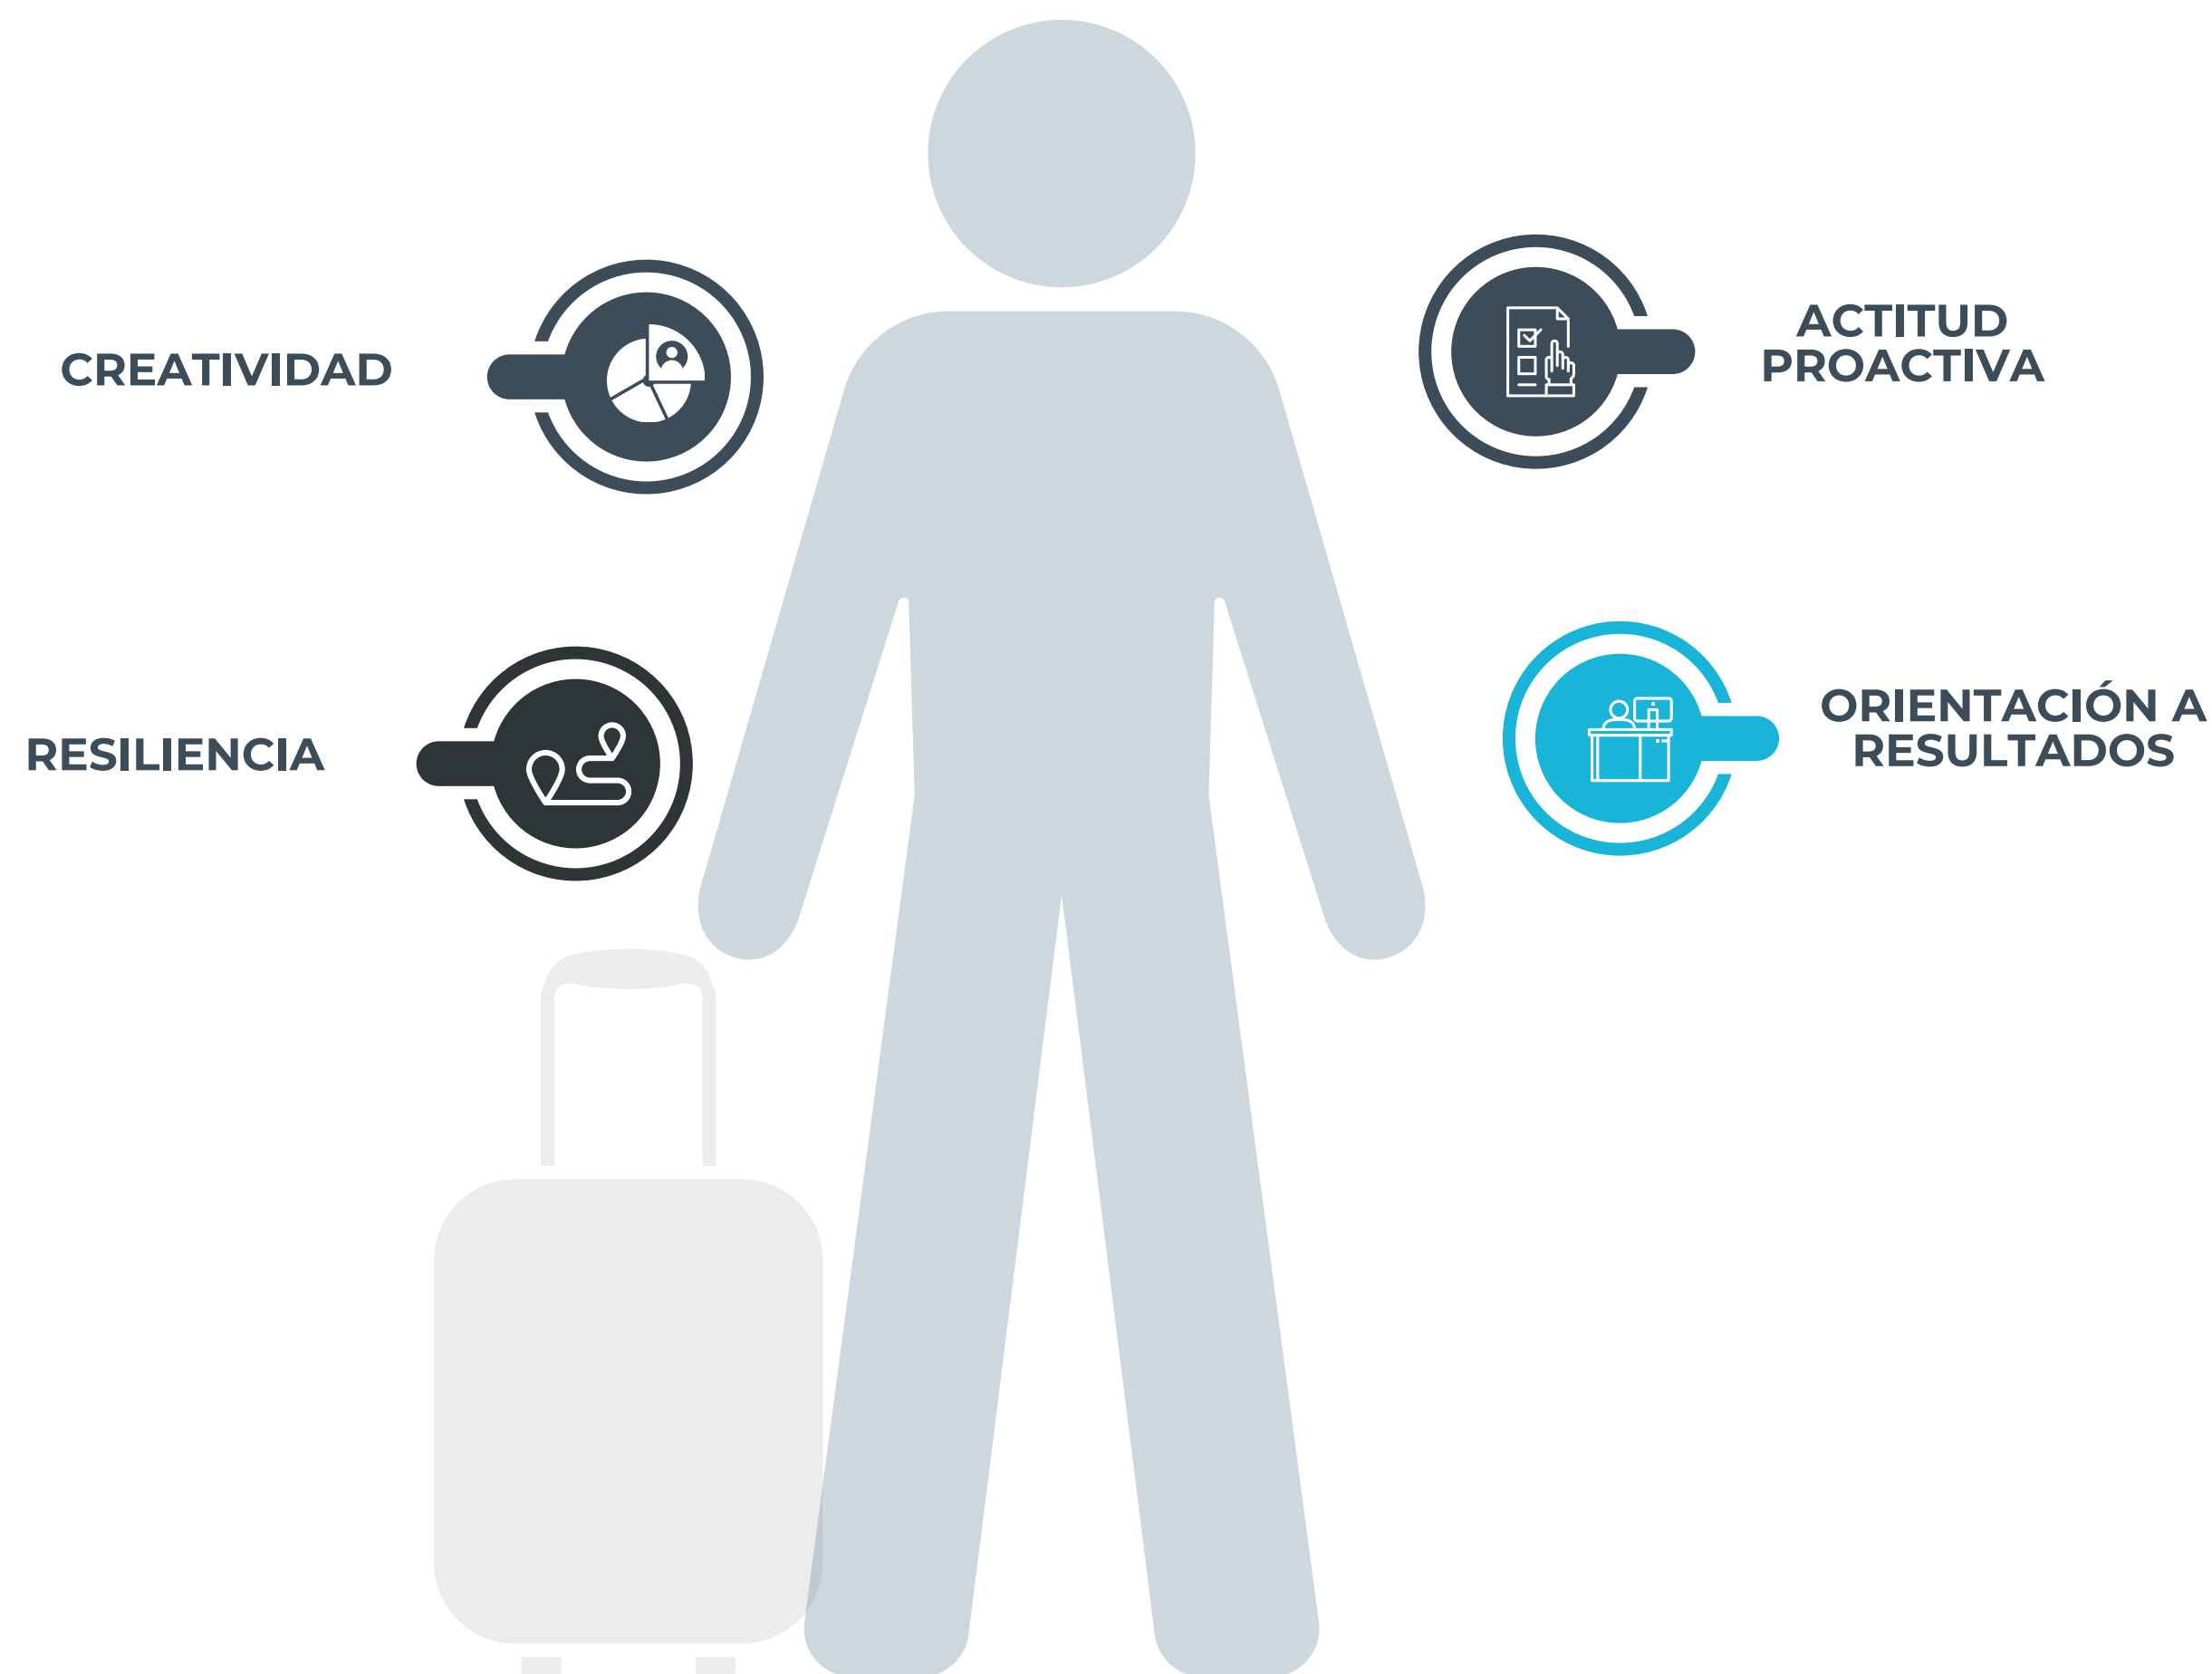 CREATIVIDAD
ACTITUD
PROACTIVA
RESILIENCIA
ORIENTACIÓN A
RESULTADOS